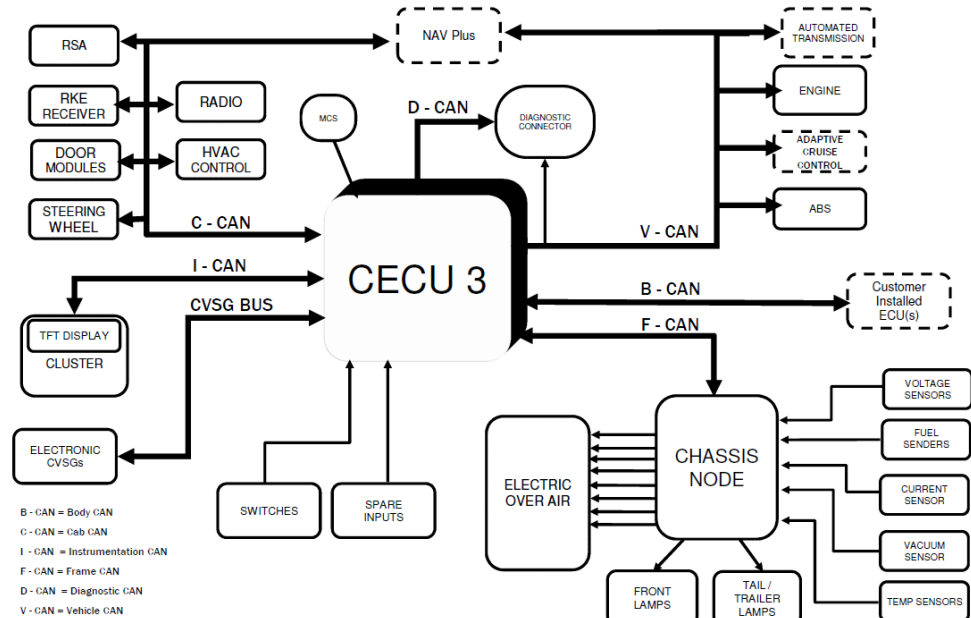 RSA
NAV Plus
AUTOMATED
TRANSMISSION
RKE
RECEIVER
RADIO
MCS
D - CAN
DIAGNOSTIC
CONNECTOR
ENGINE
DOOR
MODULES
HVAC
CONTROL
ADAPTIVE
CRUISE
CONTROL
STEERING
WHEEL
C - CAN
V - CAN
ABS
I - CAN
CECU 3
B - CAN
Customer
Installed
ECU(s)
CVSG BUS
F - CAN
TFT DISPLAY
CLUSTER
VOLTAGE
SENSORS
FUEL
SENDERS
ELECTRONIC
CVSGs
ELECTRIC
OVER AIR
CHASSIS
NODE
CURRENT
SENSOR
SWITCHES
SPARE
INPUTS
VACUUM
SENSOR
FRONT
LAMPS
TAIL /
TRAILER
LAMPS
TEMP SENSORS
B - CAN = Body CAN
C - CAN = Cab CAN
I - CAN = Instrumentation CAN
F - CAN = Frame CAN
D - CAN = Diagnostic CAN
V - CAN = Vehicle CAN